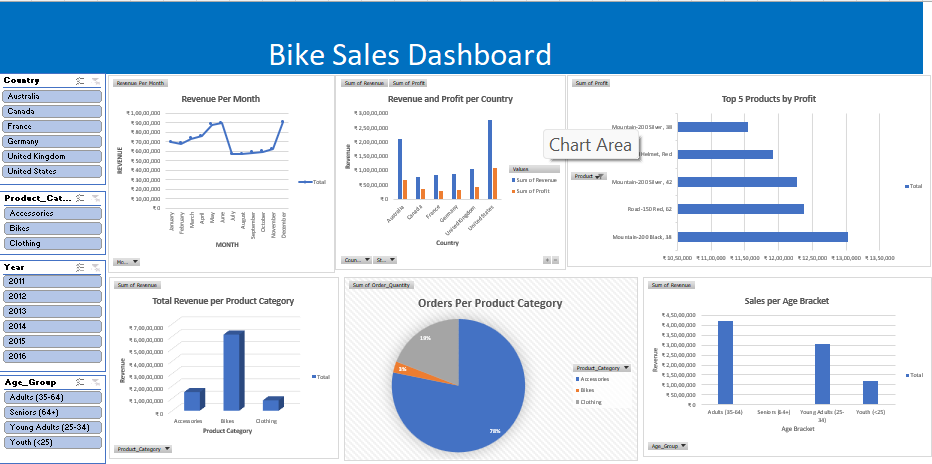 Bike Sales Dashboard
Country
Australia
Canada
France
Germany
United Kingdom
United States
Product_Cat...
Accessories
Bikes
Clothing
Year
2011
2012
2013
2014
2015
2016
Age_Group
Adults (35-64)
Seniors (64+)
Young Adults (25-34)
Youth (<25)
Revenue Per Month
Revenue Per Month
REVENUE
₹ 1,00,00,000
₹ 90,00,000
₹ 80,00,000
₹ 70,00,000
₹ 60,00,000
₹ 50,00,000
₹ 40,00,000
₹ 30,00,000
₹ 20,00,000
₹ 10,00,000
₹ 0
January
February
March
April
May
June
July
August
September
October
November
December
MONTH
Total
Mo...
Sum of Revenue Sum of Profit
Revenue and Profit per Country
Revenue
₹ 3,00,00,000
₹ 2,50,00,000
₹ 2,00,00,000
₹ 1,50,00,000
₹ 1,00,00,000
₹ 50,00,000
₹ 0
Australia
Canada
France
Germany
United Kingdom
United States
Country
Values
Sum of Revenue
Sum of Profit
Coun... St...
Sum of Profit
Top 5 Products by Profit
Chart Area
Mountain-200 Silver, 38
Helmet, Red
Product
Mountain-200 Silver, 42
Road-150 Red, 62
Mountain-200 Black, 38
₹ 10,50,000 ₹ 11,00,000 ₹ 11,50,000 ₹ 12,00,000 ₹ 12,50,000 ₹ 13,00,000 ₹ 13,50,000
Total
Sum of Revenue
Total Revenue per Product Category
Revenue
₹ 7,00,00,000
₹ 6,00,00,000
₹ 5,00,00,000
₹ 4,00,00,000
₹ 3,00,00,000
₹ 2,00,00,000
₹ 1,00,00,000
₹ 0
Accessories Bikes Clothing
Product Category
Total
Product_Category
Sum of Order_Quantity
Orders Per Product Category
19%
3%
78%
Product_Category
Accessories
Bikes
Clothing
Sum of Revenue
Sales per Age Bracket
Revenue
₹ 4,50,00,000
₹ 4,00,00,000
₹ 3,50,00,000
₹ 3,00,00,000
₹ 2,50,00,000
₹ 2,00,00,000
₹ 1,50,00,000
₹ 1,00,00,000
₹ 50,00,000
₹ 0
Adults (35-64) Seniors (64+) Young Adults (25-34) Youth (<25)
Age Bracket
Total
Age_Group